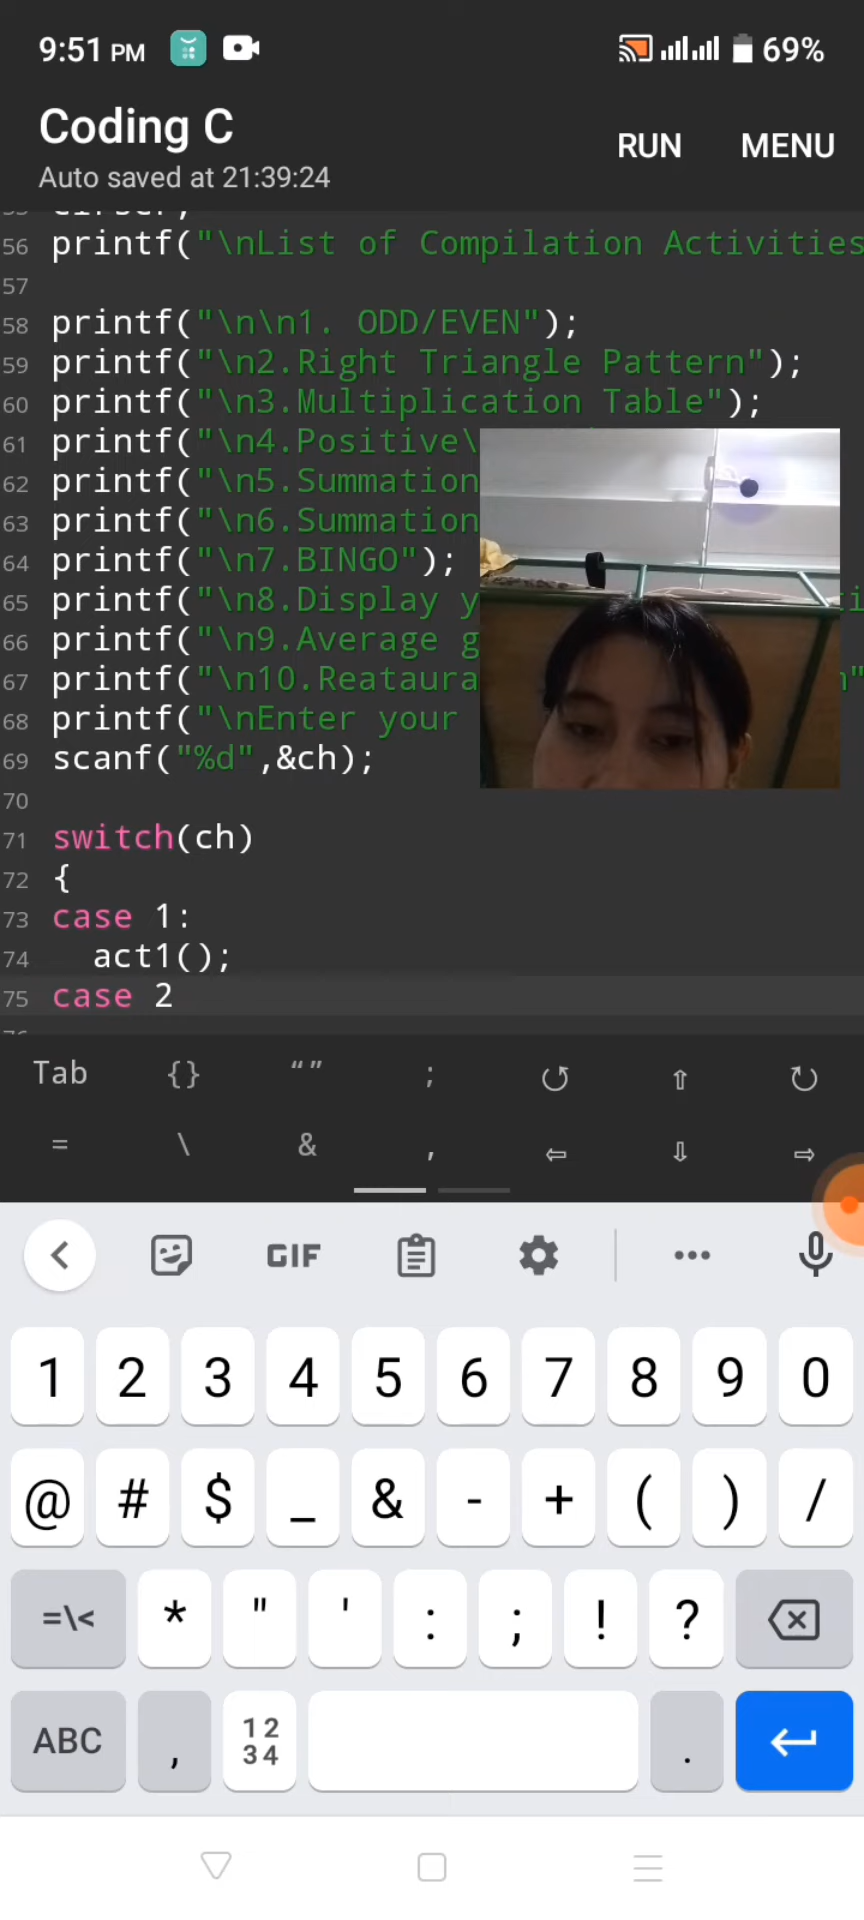 9:51 PM 69%
Coding C
RUN MENU
Auto saved at 21:39:24
56 printf("\nList of Compilation Activities
57
58 printf("\n\n1. ODD/EVEN");
59 printf("\n2.Right Triangle Pattern");
60 printf("\n3.Multiplication Table");
61 printf("\n4.Positive\
62 printf("\n5.Summation
63 printf("\n6.Summation
64 printf("\n7.BINGO");
65 printf("\n8.Display y
66 printf("\n9.Average g
67 printf("\n10.Reataura
68 printf("\nEnter your
69 scanf("%d",&ch);
70
71 switch(ch)
72 {
73 case 1:
74 act1();
75 case 2
Tab {} “” ; ↺ ⇧ ↻
= \ & , ⇦ ⇩ ⇨
GIF
1 2 3 4 5 6 7 8 9 0
@ # $ _ & - + ( ) /
=\< * " ' : ; ! ?
ABC , 12 34 .